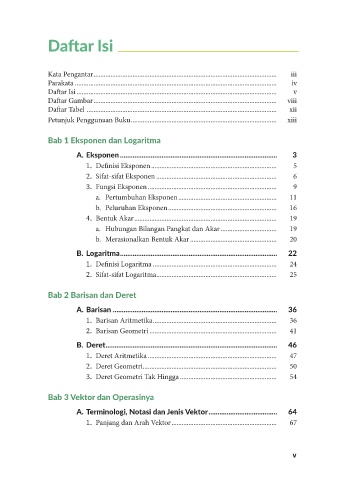 Daftar Isi
Kata Pengantar ... iii
Parakata ... iv
Daftar Isi ... v
Daftar Gambar ... viii
Daftar Tabel ... xii
Petunjuk Penggunaan Buku ... xiii
Bab 1 Eksponen dan Logaritma
A. Eksponen ... 3
1. Definisi Eksponen ... 5
2. Sifat-sifat Eksponen ... 6
3. Fungsi Eksponen ... 9
a. Pertumbuhan Eksponen ... 11
b. Peluruhan Eksponen ... 16
4. Bentuk Akar ... 19
a. Hubungan Bilangan Pangkat dan Akar ... 19
b. Merasionalkan Bentuk Akar ... 20
B. Logaritma ... 22
1. Definisi Logaritma ... 24
2. Sifat-sifat Logaritma ... 25
Bab 2 Barisan dan Deret
A. Barisan ... 36
1. Barisan Aritmetika ... 36
2. Barisan Geometri ... 41
B. Deret ... 46
1. Deret Aritmetika ... 47
2. Deret Geometri ... 50
3. Deret Geometri Tak Hingga ... 54
Bab 3 Vektor dan Operasinya
A. Terminologi, Notasi dan Jenis Vektor ... 64
1. Panjang dan Arah Vektor ... 67
v